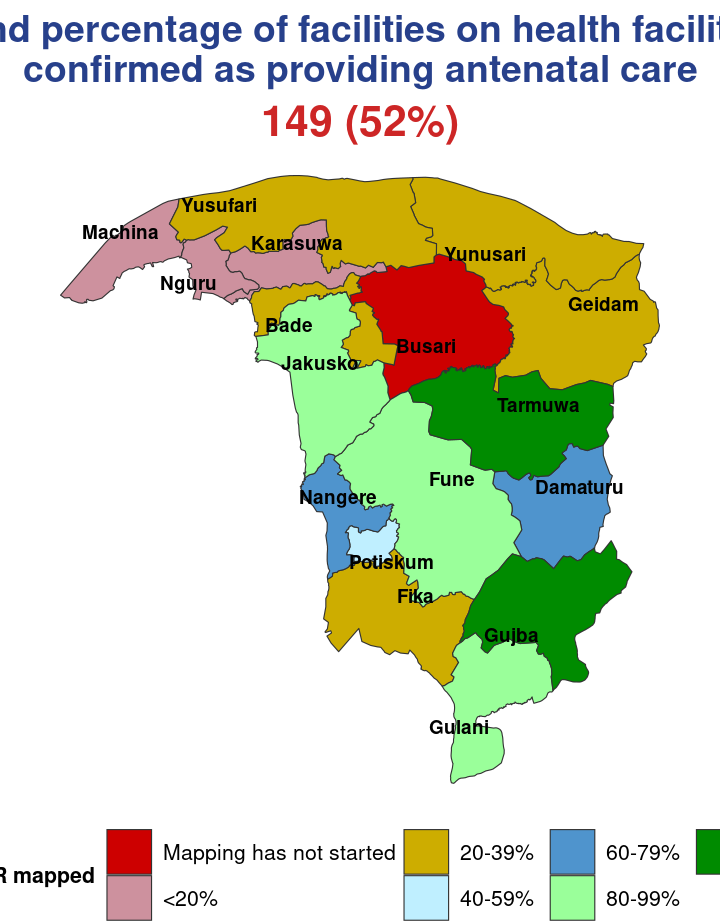 percentage of facilities on health
confirmed as providing antenatal care
149 (52%)
Yusufari
Machina
Karasuwa
Yunusari
Nguru
Geidam
Bade
Busari
Jakusko
Tarmuwa
Fune
Damaturu
Nangere
Potiskum
Fika
Gujba
Gulani
mapped
Mapping has not started
20-39%
60-79%
<20%
40-59%
80-99%